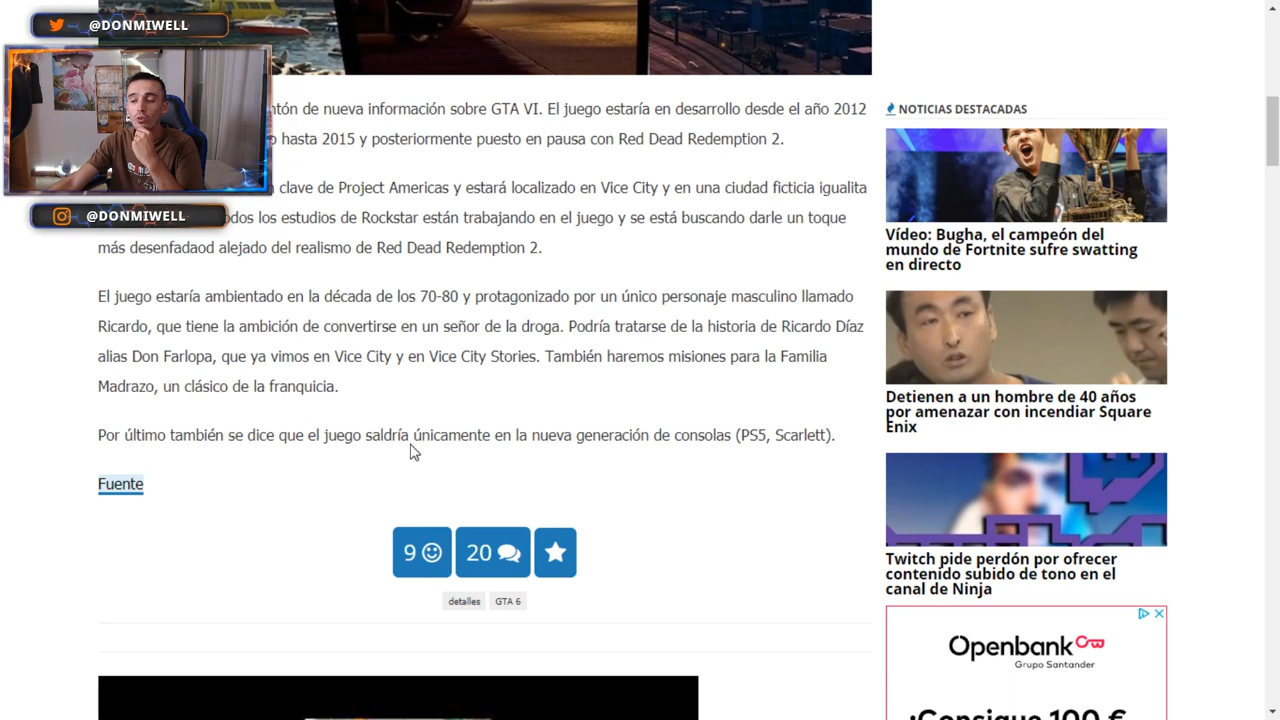 @DONMIWELL
@DONMIWELL
ntón de nueva información sobre GTA VI. El juego estaría en desarrollo desde el año 2012
o hasta 2015 y posteriormente puesto en pausa con Red Dead Redemption 2.
n clave de Project Americas y estará localizado en Vice City y en una ciudad ficticia igualita
odos los estudios de Rockstar están trabajando en el juego y se está buscando darle un toque
más desenfadaod alejado del realismo de Red Dead Redemption 2.
El juego estaría ambientado en la década de los 70-80 y protagonizado por un único personaje masculino llamado
Ricardo, que tiene la ambición de convertirse en un señor de la droga. Podría tratarse de la historia de Ricardo Díaz
alias Don Farlopa, que ya vimos en Vice City y en Vice City Stories. También haremos misiones para la Familia
Madrazo, un clásico de la franquicia.
Por último también se dice que el juego saldría únicamente en la nueva generación de consolas (PS5, Scarlett).
Fuente
9
20
detalles
GTA 6
NOTICIAS DESTACADAS
Vídeo: Bugha, el campeón del
mundo de Fortnite sufre swatting
en directo
Detienen a un hombre de 40 años
por amenazar con incendiar Square
Enix
Twitch pide perdón por ofrecer
contenido subido de tono en el
canal de Ninja
Openbank
Grupo Santander
¡Consigue 100 €